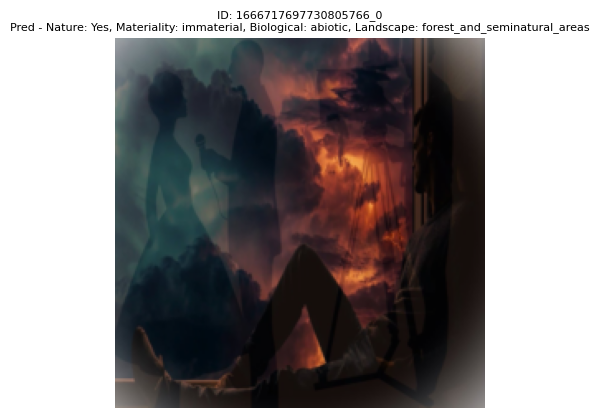 ID: 1666717697730805766_0
Pred - Nature: Yes, Materiality: immaterial, Biological: abiotic, Landscape: forest_and_seminatural_areas